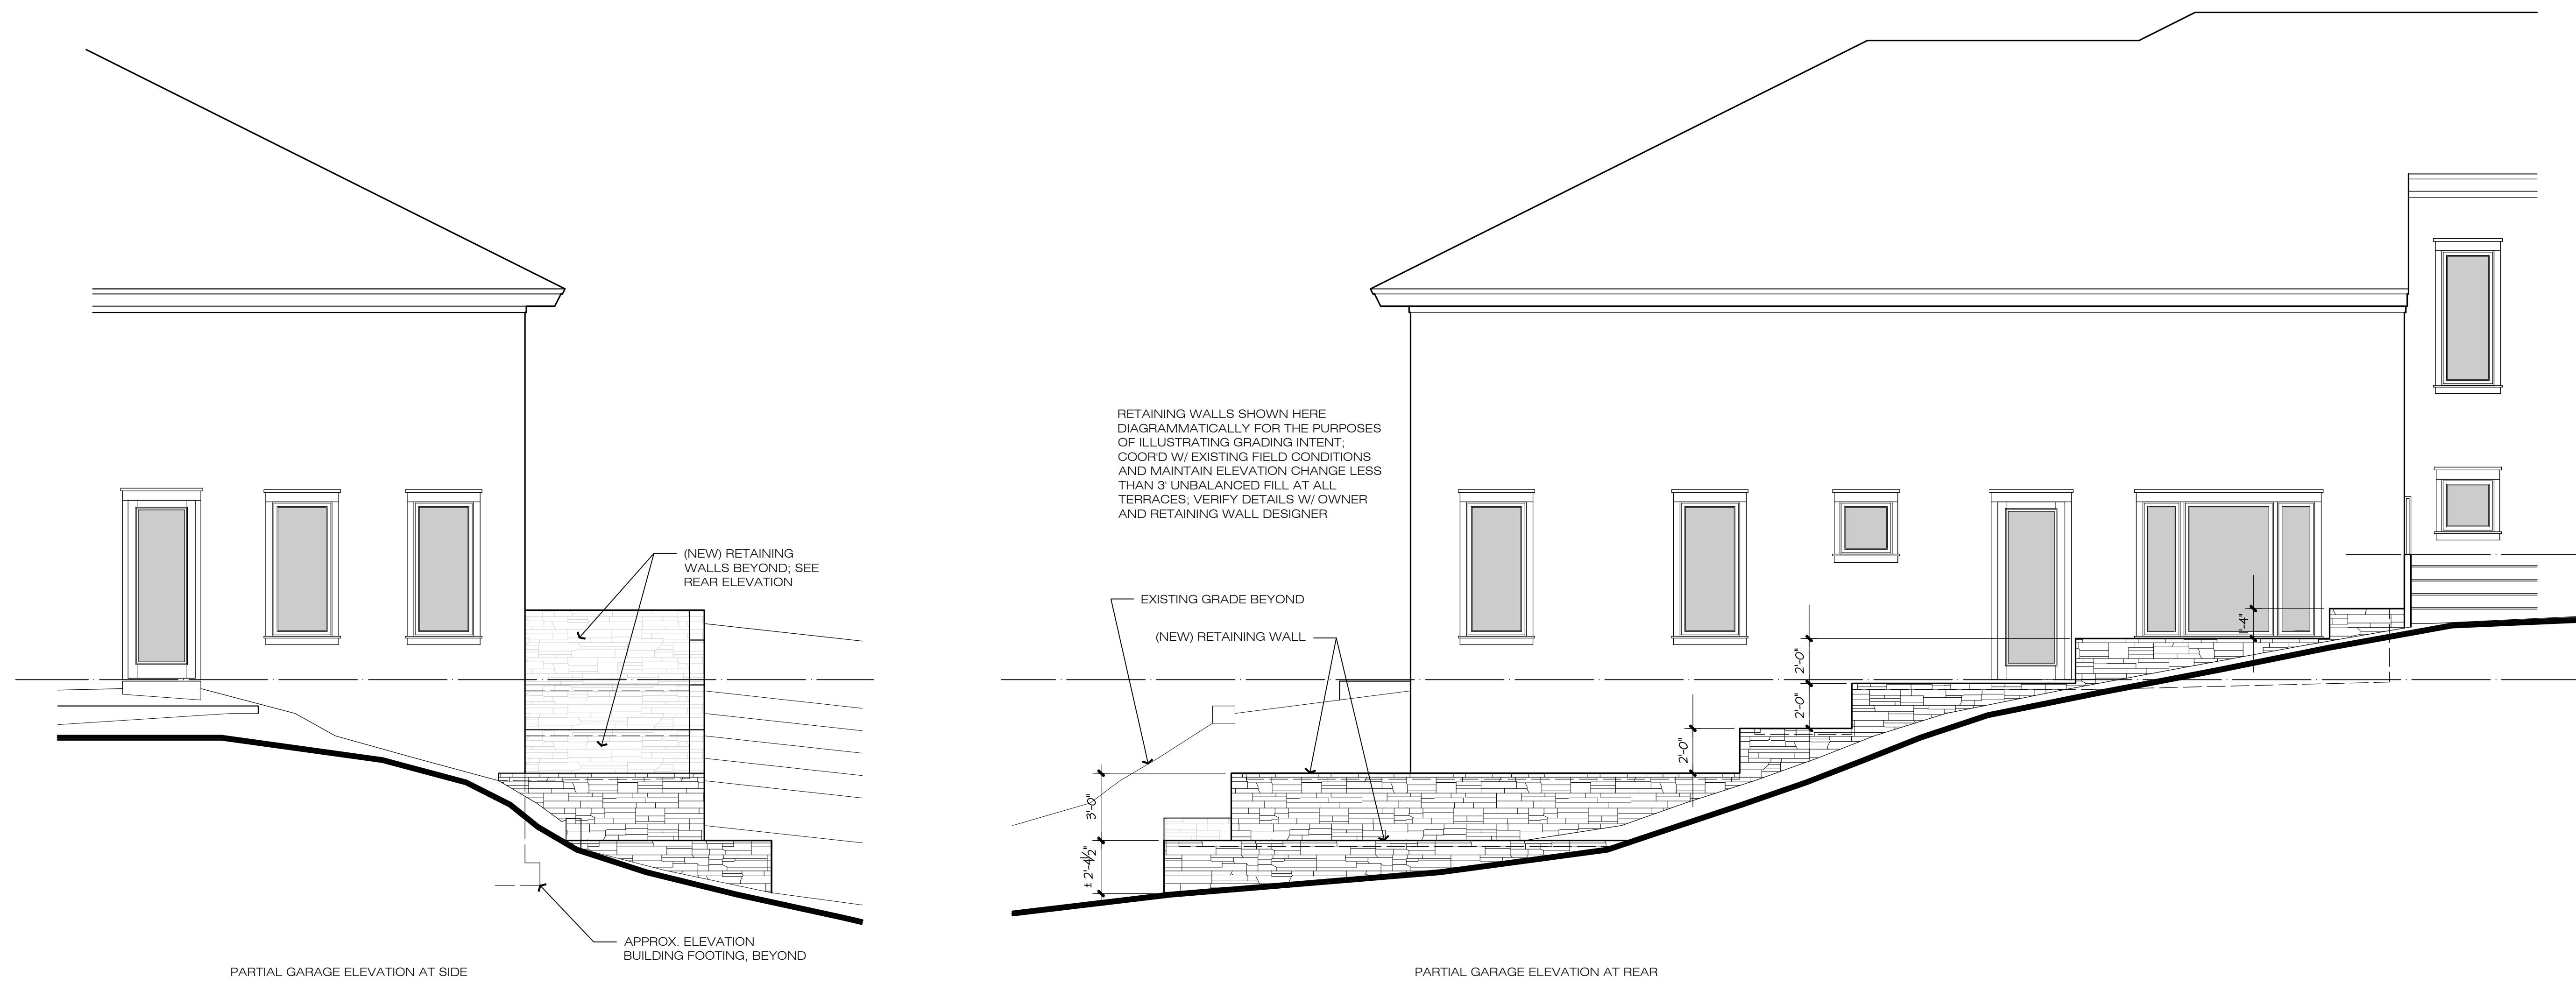 (NEW) RETAINING
WALLS BEYOND; SEE
REAR ELEVATION
APPROX. ELEVATION
BUILDING FOOTING, BEYOND
PARTIAL GARAGE ELEVATION AT SIDE
RETAINING WALLS SHOWN HERE
DIAGRAMMATICALLY FOR THE PURPOSES
OF ILLUSTRATING GRADING INTENT;
COOR'D W/ EXISTING FIELD CONDITIONS
AND MAINTAIN ELEVATION CHANGE LESS
THAN 3' UNBALANCED FILL AT ALL
TERRACES; VERIFY DETAILS W/ OWNER
AND RETAINING WALL DESIGNER
EXISTING GRADE BEYOND
(NEW) RETAINING WALL
1'-4"
2'-0"
2'-0"
2'-0"
3'-0"
± 2'-4½"
PARTIAL GARAGE ELEVATION AT REAR